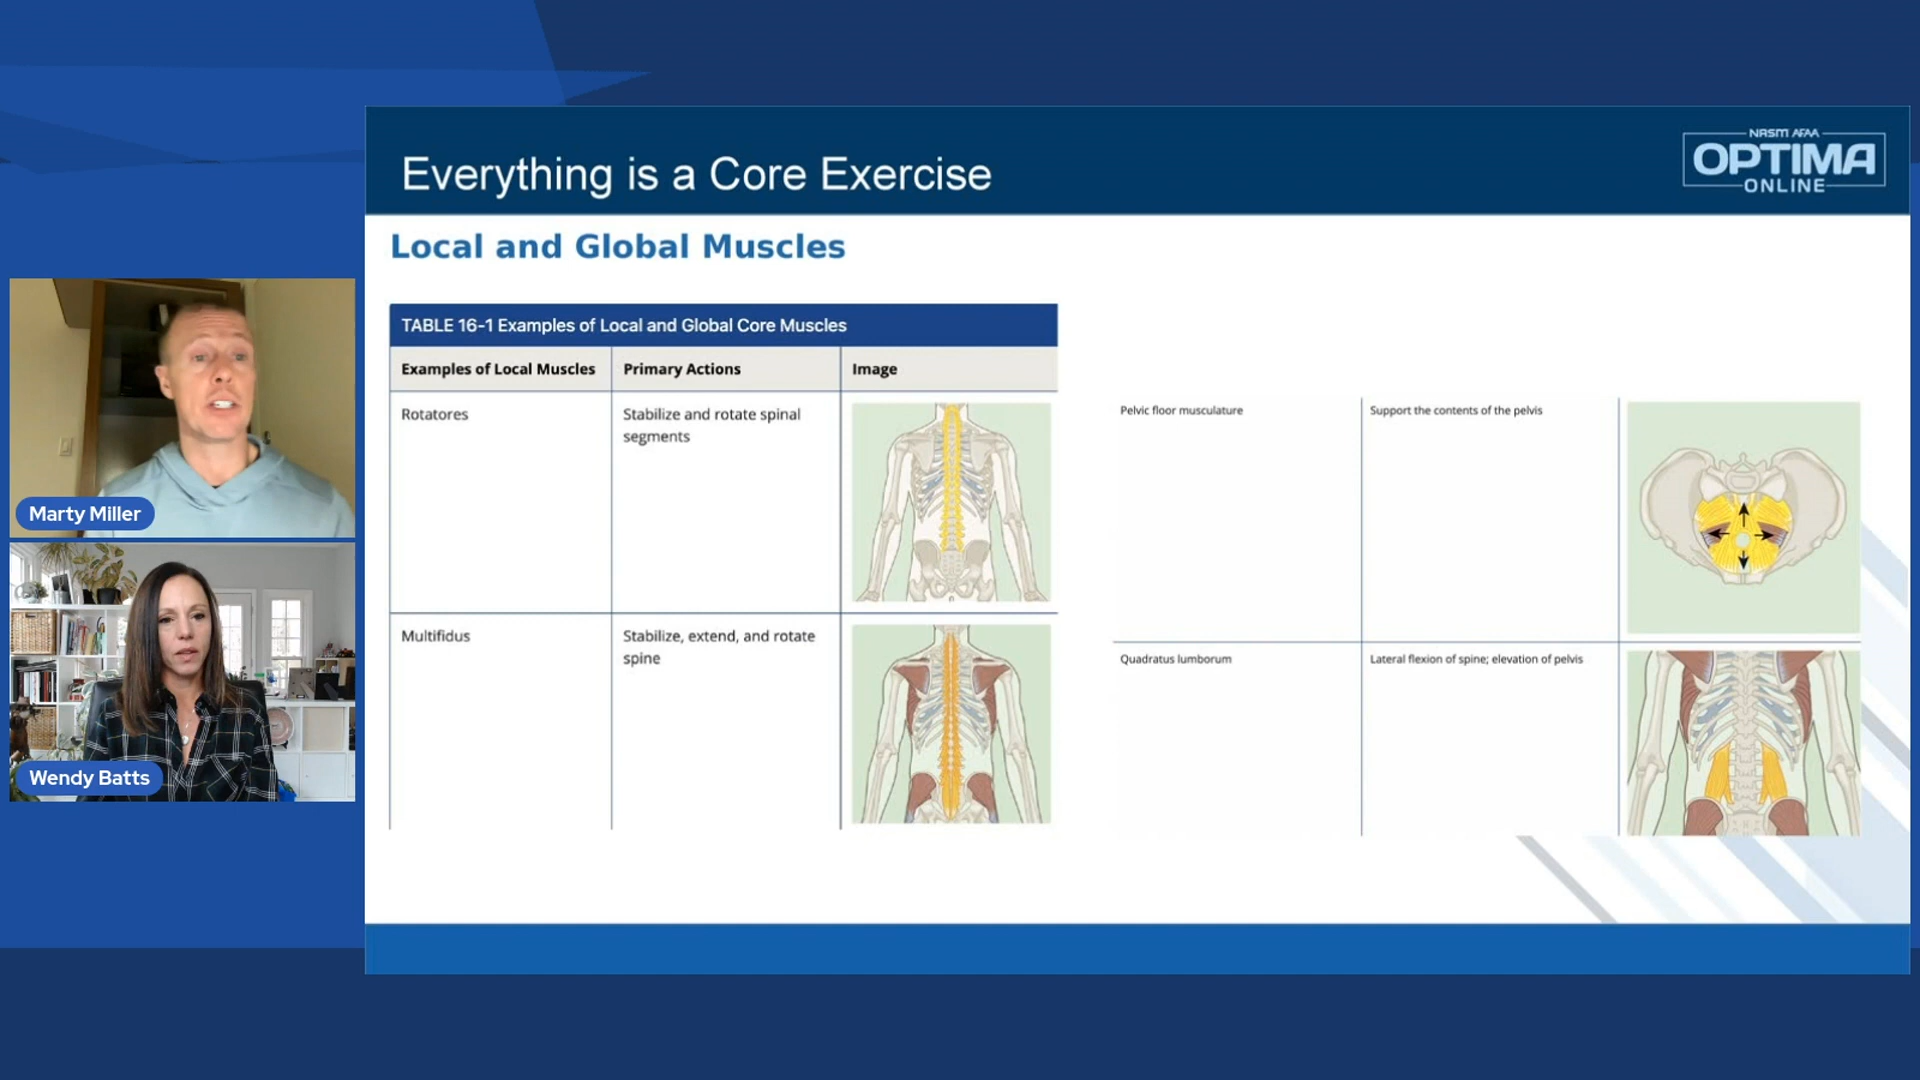 Everything is a Core Exercise
NASM AFAA
OPTIMA
ONLINE
Local and Global Muscles
TABLE 16-1 Examples of Local and Global Core Muscles
Examples of Local Muscles
Primary Actions
Image
Rotatores
Stabilize and rotate spinal
segments
Multifidus
Stabilize, extend, and rotate
spine
Pelvic floor musculature
Support the contents of the pelvis
Quadratus lumborum
Lateral flexion of spine; elevation of pelvis
Marty Miller
Wendy Batts